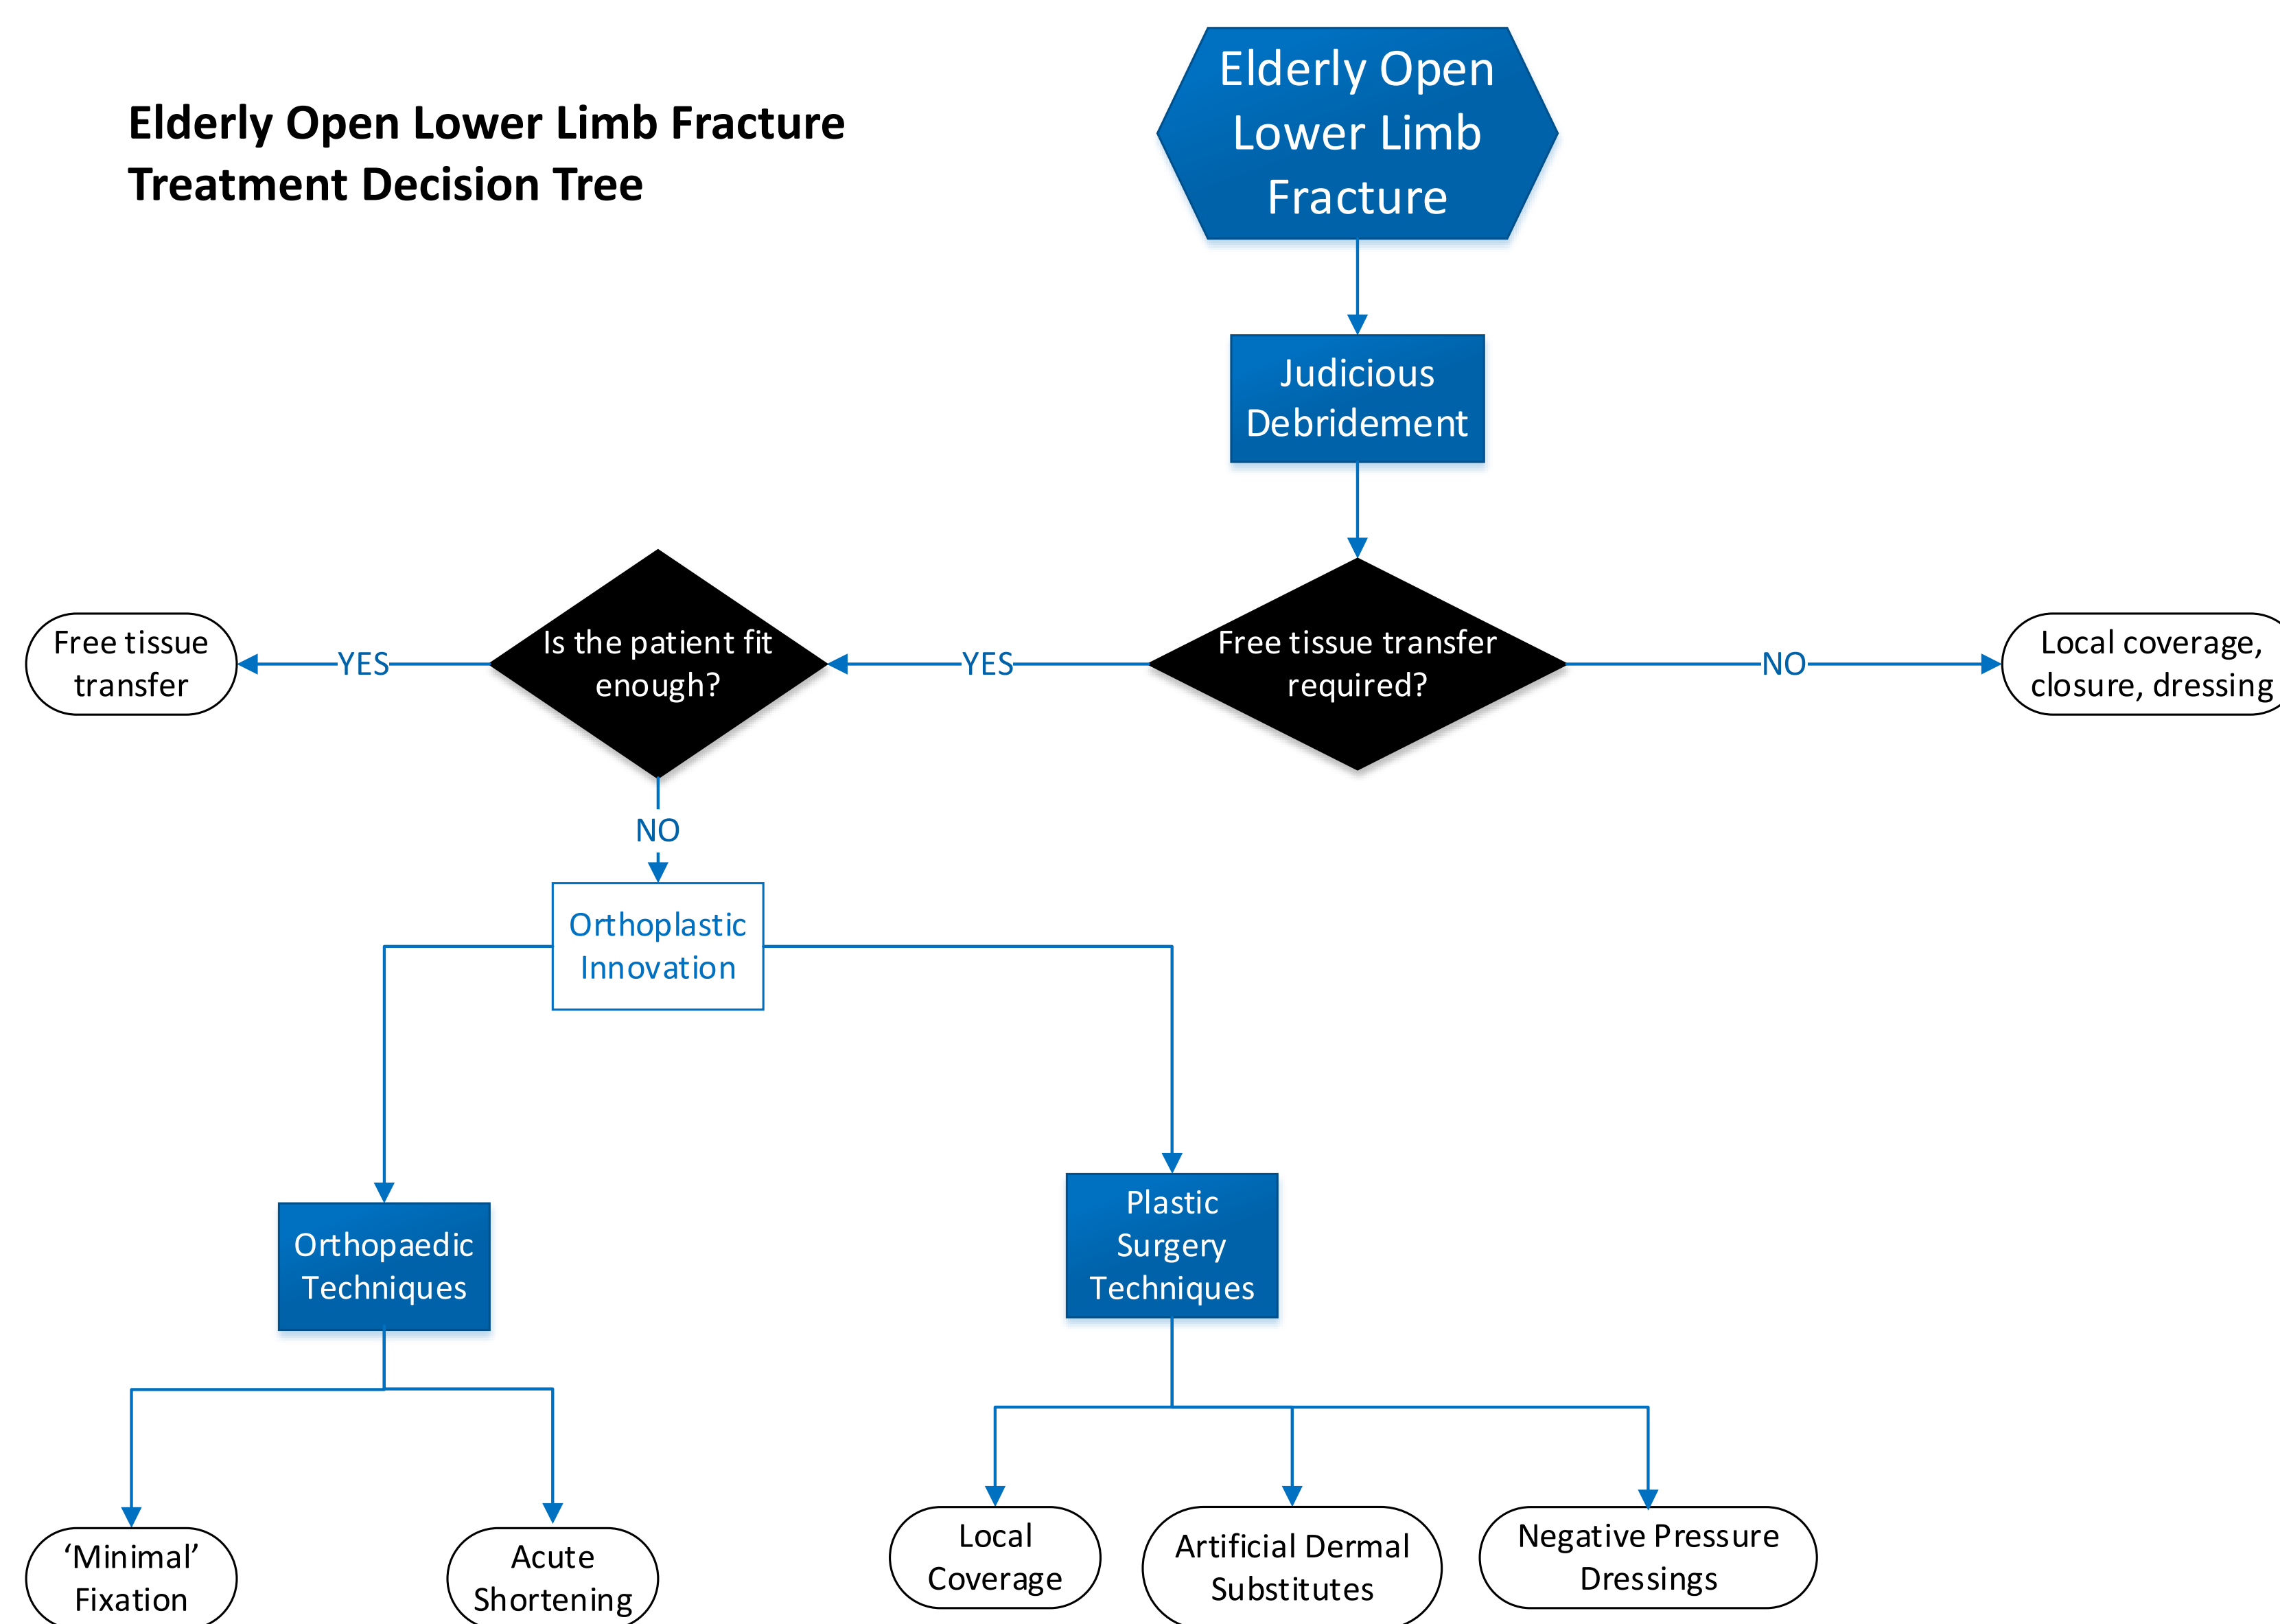 Elderly Open Lower Limb Fracture
Treatment Decision Tree
Elderly Open
Lower Limb
Fracture
Judicious
Debridement
Free tissue
transfer
YES
Is the patient fit
enough?
YES
Free tissue transfer
required?
NO
Local coverage,
closure, dressing
NO
Orthoplastic
Innovation
Orthopaedic
Techniques
Plastic
Surgery
Techniques
‘Minimal’
Fixation
Acute
Shortening
Local
Coverage
Artificial Dermal
Substitutes
Negative Pressure
Dressings